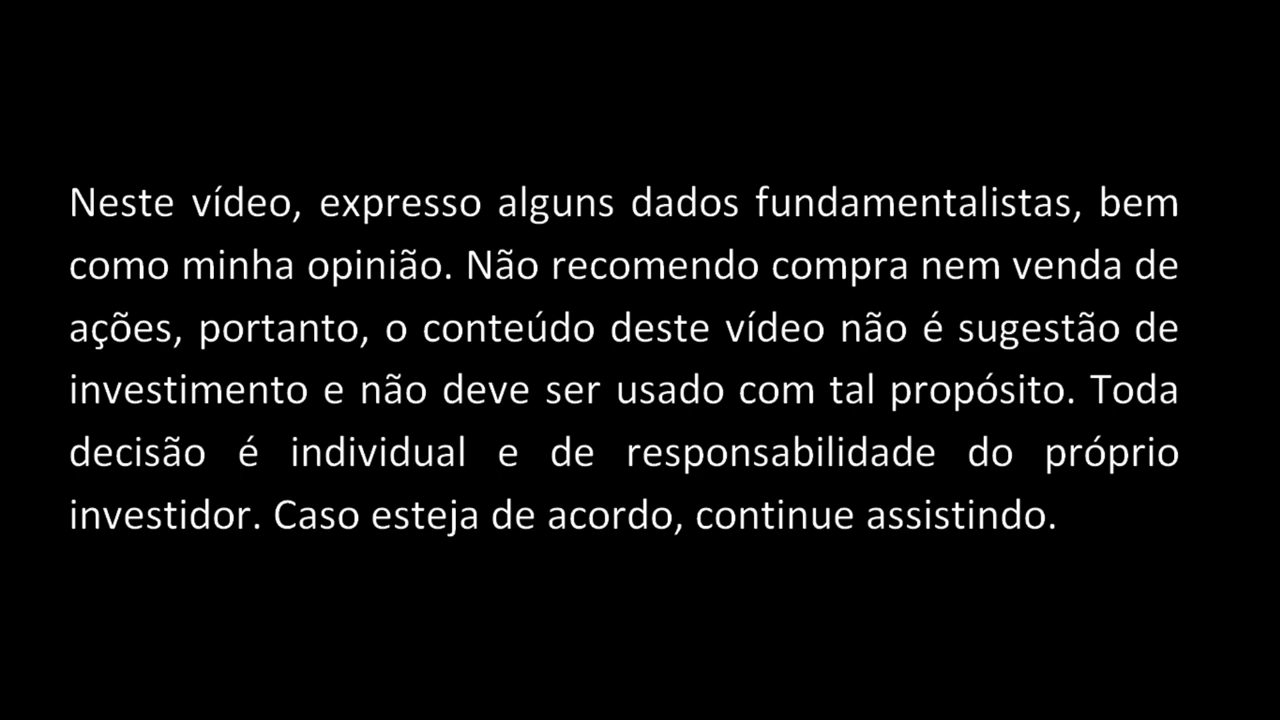 Neste vídeo, expresso alguns dados fundamentalistas, bem
como minha opinião. Não recomendo compra nem venda de
ações, portanto, o conteúdo deste vídeo não é sugestão de
investimento e não deve ser usado com tal propósito. Toda
decisão é individual e de responsabilidade do próprio
investidor. Caso esteja de acordo, continue assistindo.